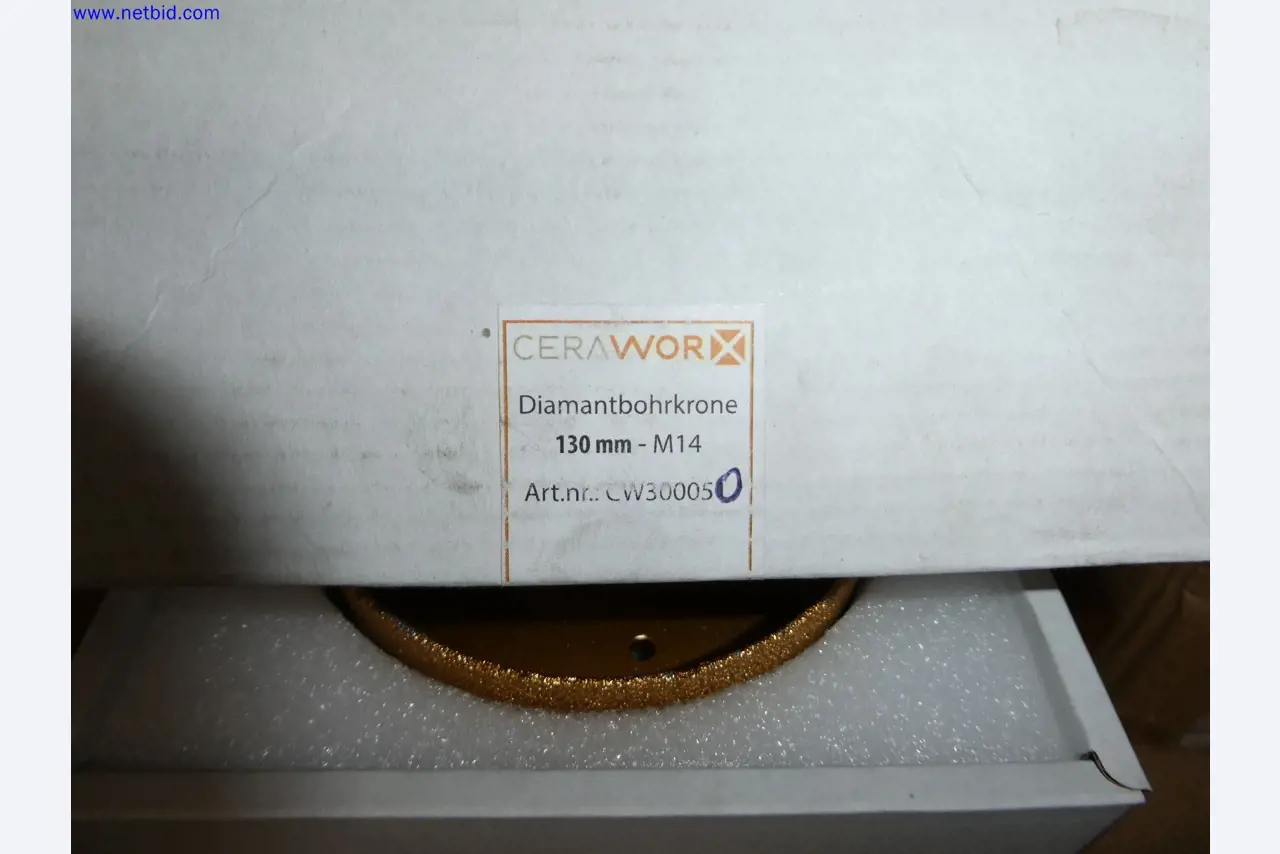 www.netbid.com
CERAWORX
Diamantbohrkrone
130 mm - M14
Art.nr.: CW300050